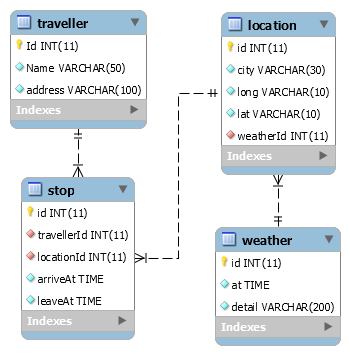 traveller
Id INT(11)
Name VARCHAR(50)
address VARCHAR(100)
Indexes
location
id INT(11)
city VARCHAR(30)
long VARCHAR(10)
lat VARCHAR(10)
weatherId INT(11)
Indexes
stop
id INT(11)
travellerId INT(11)
locationId INT(11)
arriveAt TIME
leaveAt TIME
Indexes
weather
id INT(11)
at TIME
detail VARCHAR(200)
Indexes